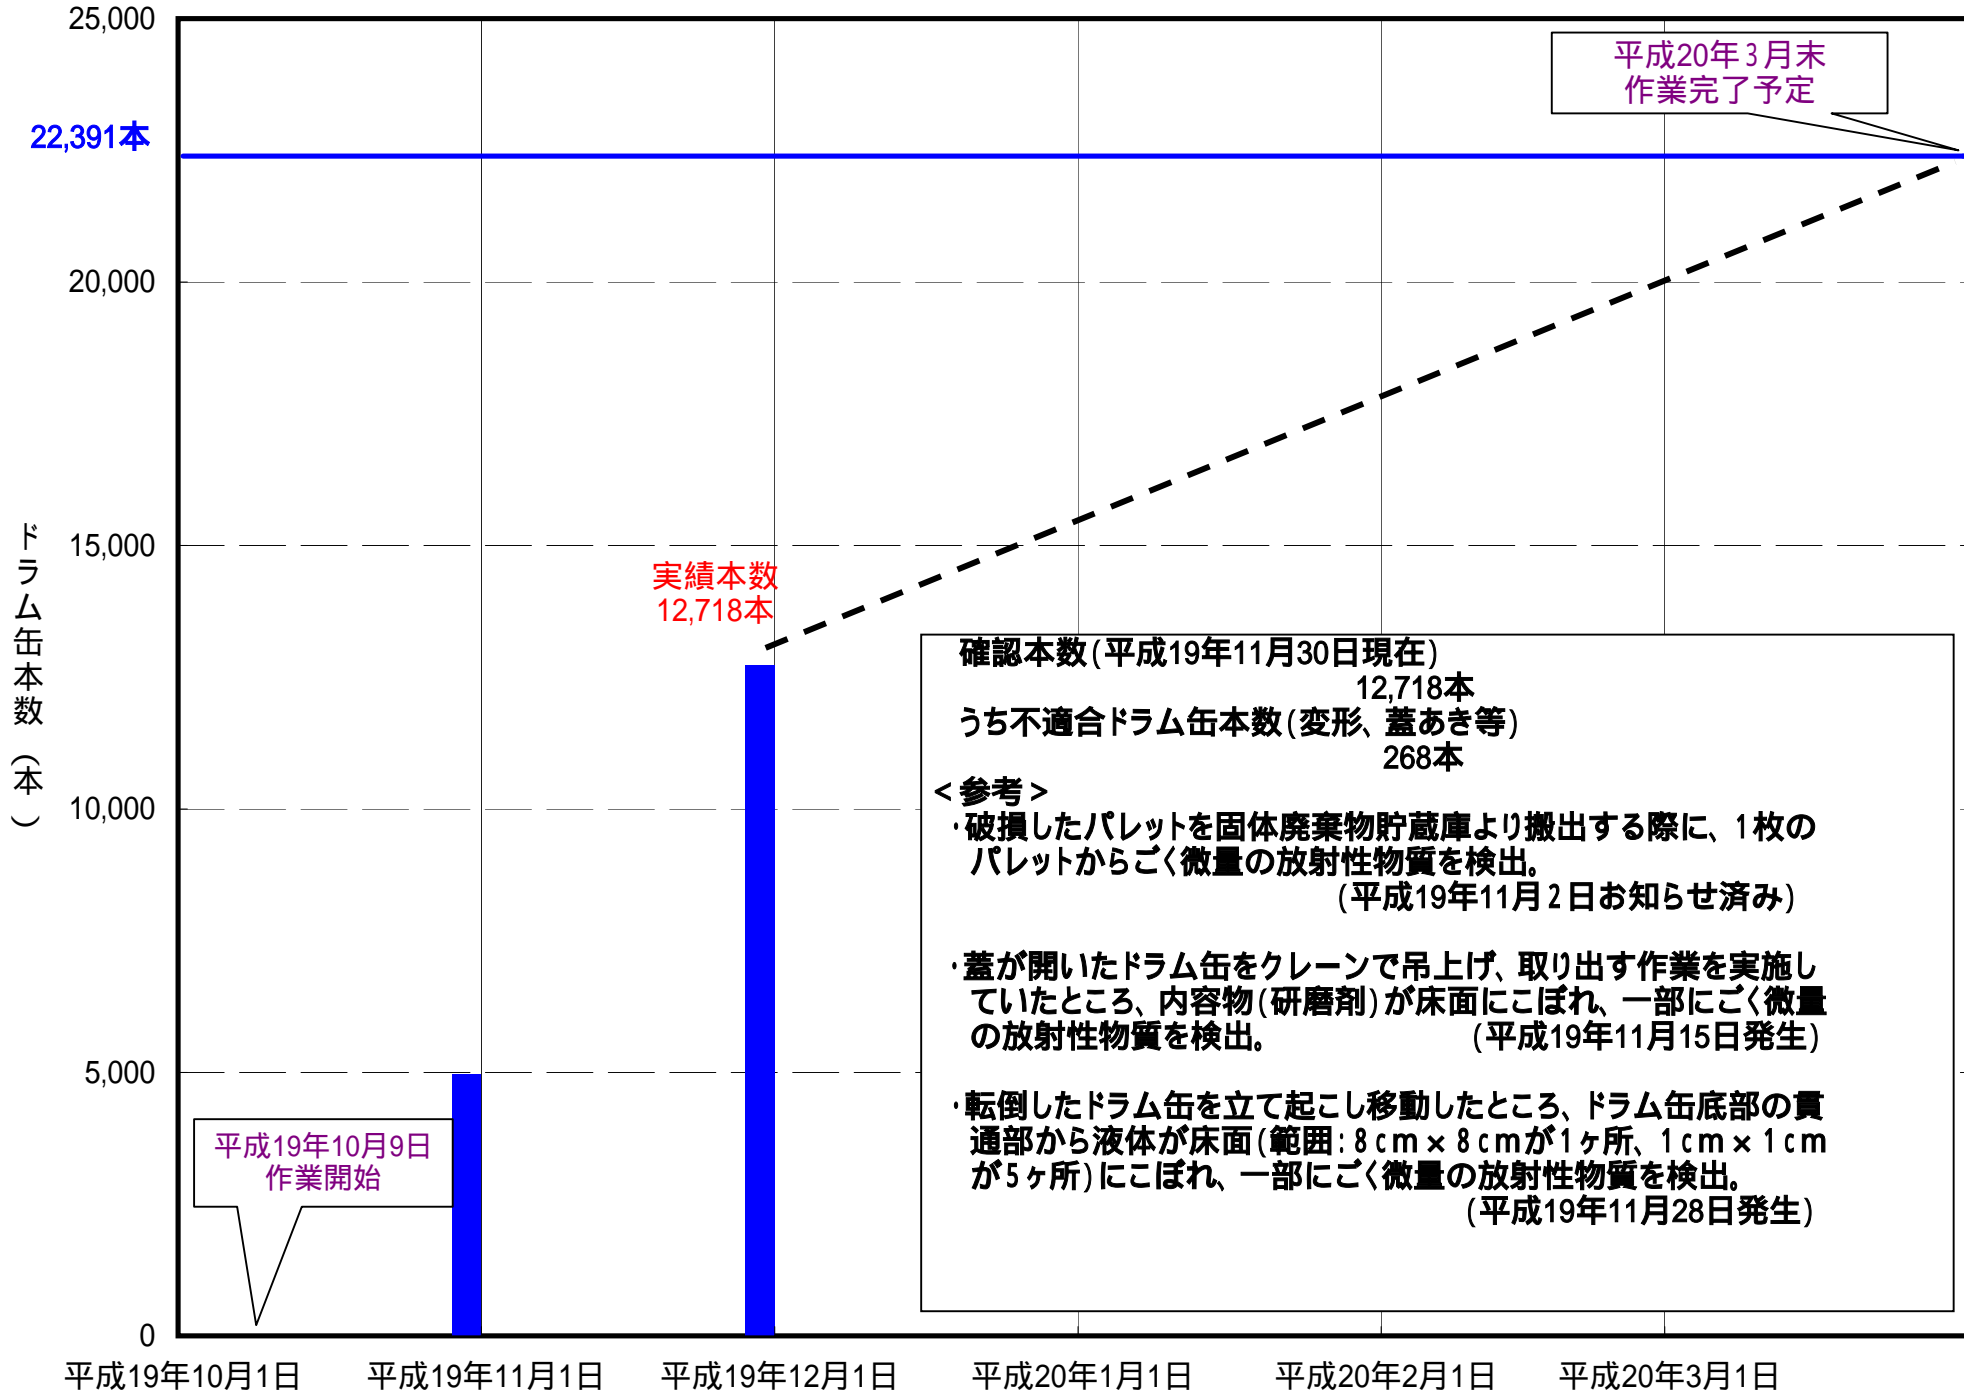 25,000
平成20年3月末
作業完了予定
22,391本
20,000
15,000
実績本数
12,718本
ドラム缶本数(本)
10,000
5,000
0
確認本数(平成19年11月30日現在)
12,718本
うち不適合ドラム缶本数(変形、蓋あき等)
268本
<参考>
・破損したパレットを固体廃棄物貯蔵庫より搬出する際に、1枚の
パレットからごく微量の放射性物質を検出。
(平成19年11月2日お知らせ済み)
・蓋が開いたドラム缶をクレーンで吊上げ、取り出す作業を実施し
ていたところ、内容物(研磨剤)が床面にこぼれ、一部にごく微量
の放射性物質を検出。 (平成19年11月15日発生)
・転倒したドラム缶を立て起こし移動したところ、ドラム缶底部の貫
通部から液体が床面(範囲:8cm×8cmが1ヶ所、1cm×1cm
が5ヶ所)にこぼれ、一部にごく微量の放射性物質を検出。
(平成19年11月28日発生)
平成19年10月9日
作業開始
平成19年10月1日 平成19年11月1日 平成19年12月1日 平成20年1月1日 平成20年2月1日 平成20年3月1日